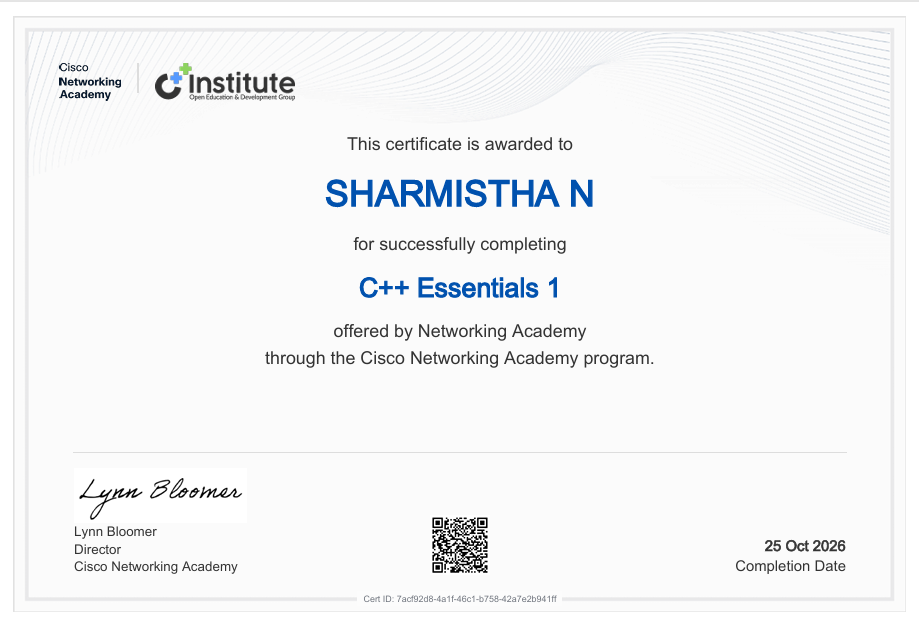 Cisco
Networking
Academy
C++ Institute
Open Education & Development Group
This certificate is awarded to
SHARMISTHA N
for successfully completing
C++ Essentials 1
offered by Networking Academy
through the Cisco Networking Academy program.
Lynn Bloomer
Lynn Bloomer
Director
Cisco Networking Academy
25 Oct 2026
Completion Date
Cert ID: 7acf92d8-4a1f-46c1-b758-42a7e2b941ff